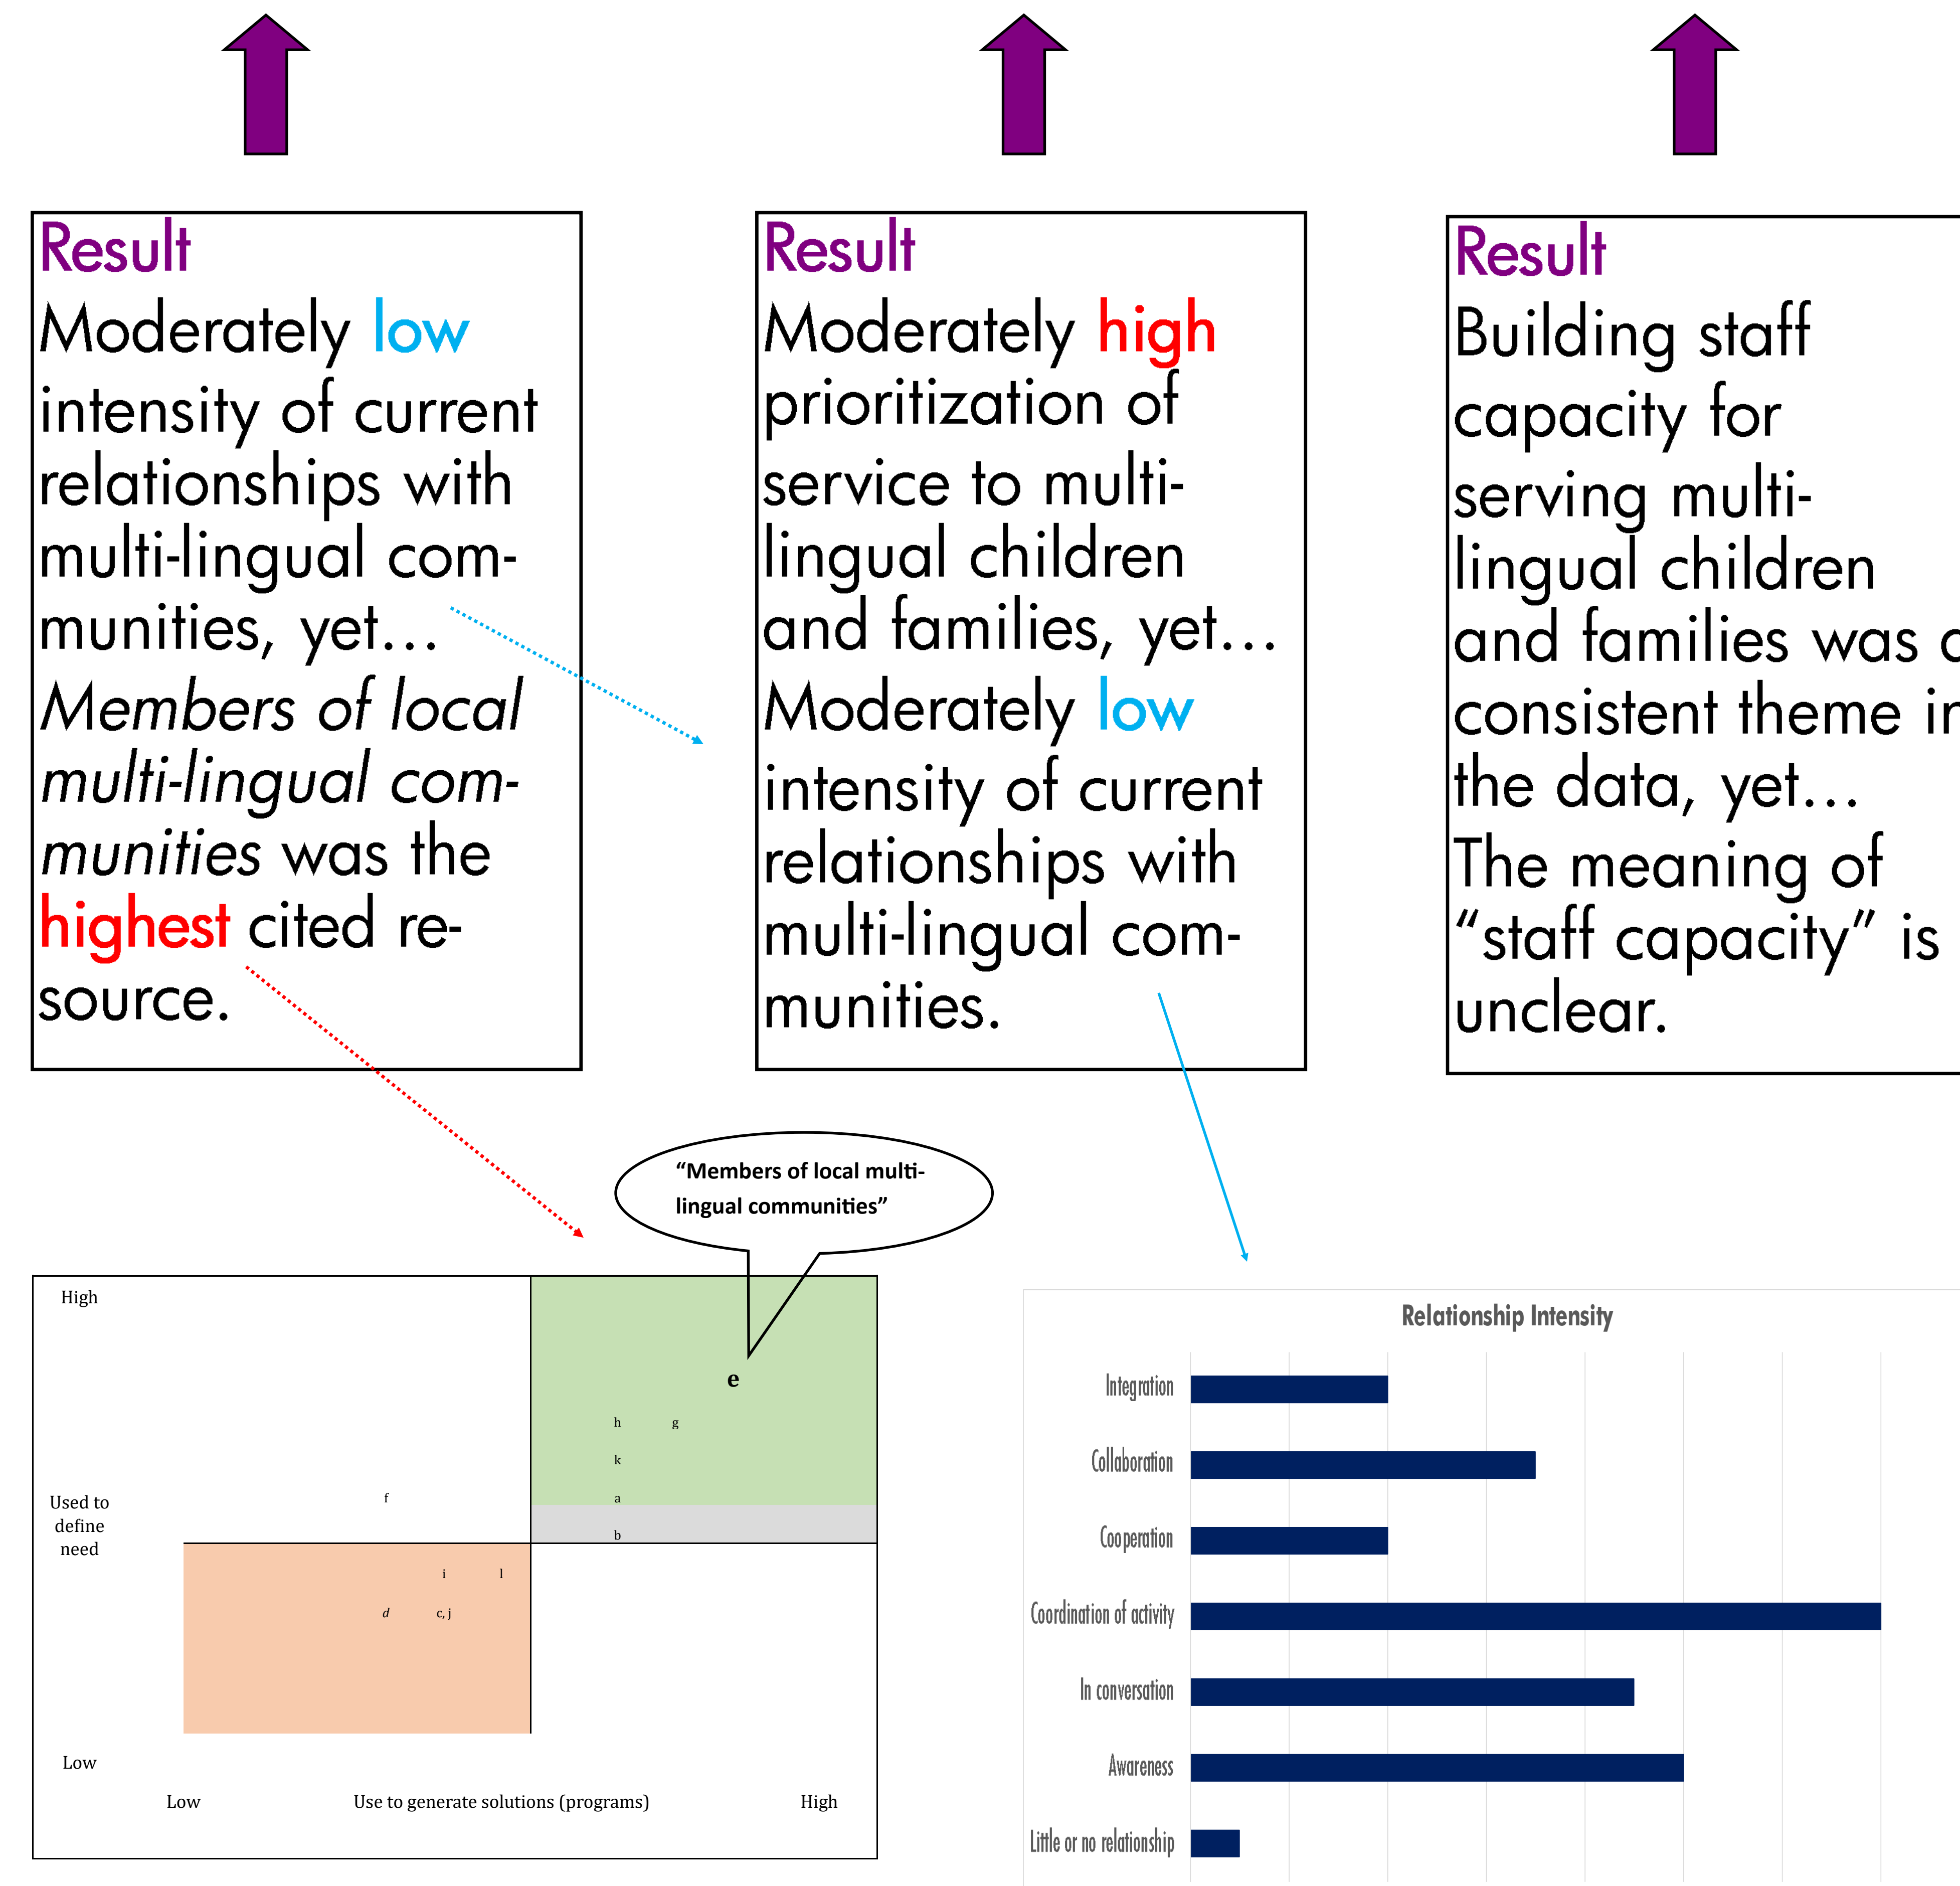 Result
Moderately low
intensity of current
relationships with
multi-lingual com-
munities, yet…
Members of local
multi-lingual com-
munities was the
highest cited re-
source.
Result
Moderately high
prioritization of
service to multi-
lingual children
and families, yet…
Moderately low
intensity of current
relationships with
multi-lingual com-
munities.
Result
Building staff
capacity for
serving multi-
lingual children
and families was
consistent theme
the data, yet…
The meaning of
“staff capacity” is
unclear.
“Members of local multi-
lingual communities”
High
e
h g
k
f a
Used to
define
need
b
i l
d c, j
Low
Low Use to generate solutions (programs) High
Relationship Intensity
Integration
Collaboration
Cooperation
Coordination of activity
In conversation
Awareness
Little or no relationship